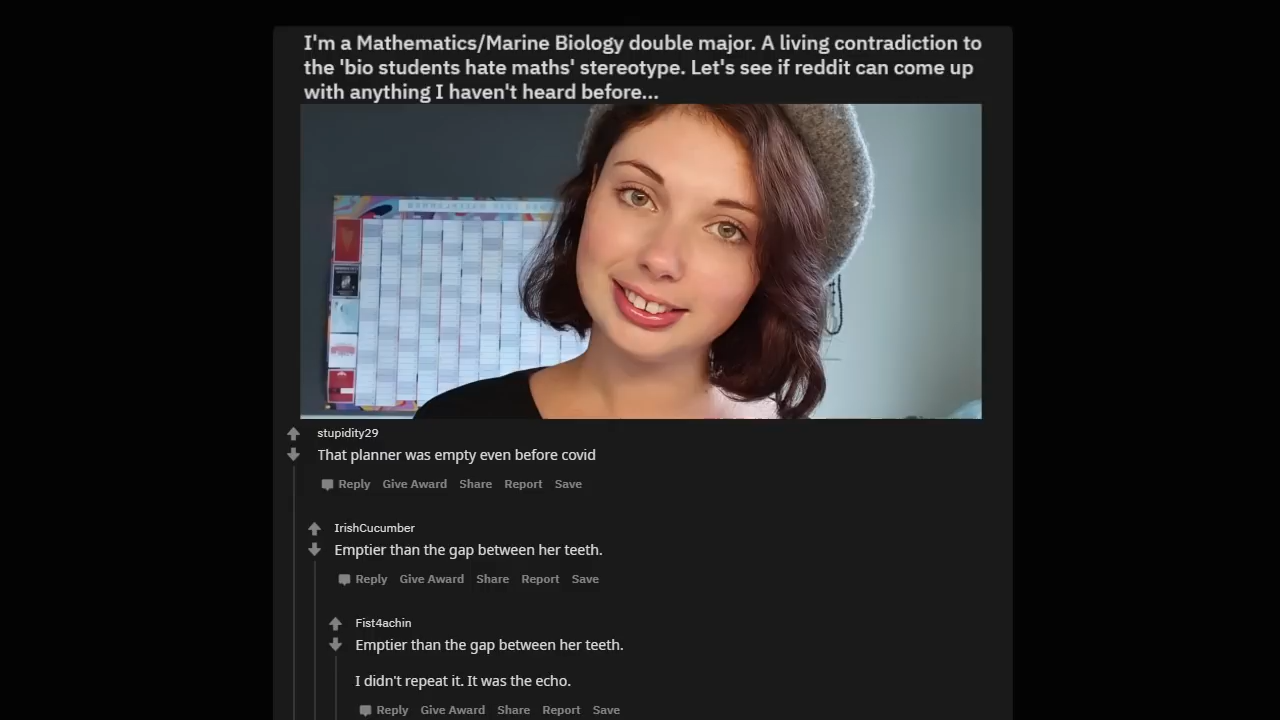 I'm a Mathematics/Marine Biology double major. A living contradiction to
the 'bio students hate maths' stereotype. Let's see if reddit can come up
with anything I haven't heard before...
stupidity29
That planner was empty even before covid
Reply Give Award Share Report Save
IrishCucumber
Emptier than the gap between her teeth.
Reply Give Award Share Report Save
Fist4achin
Emptier than the gap between her teeth.
I didn't repeat it. It was the echo.
Reply Give Award Share Report Save